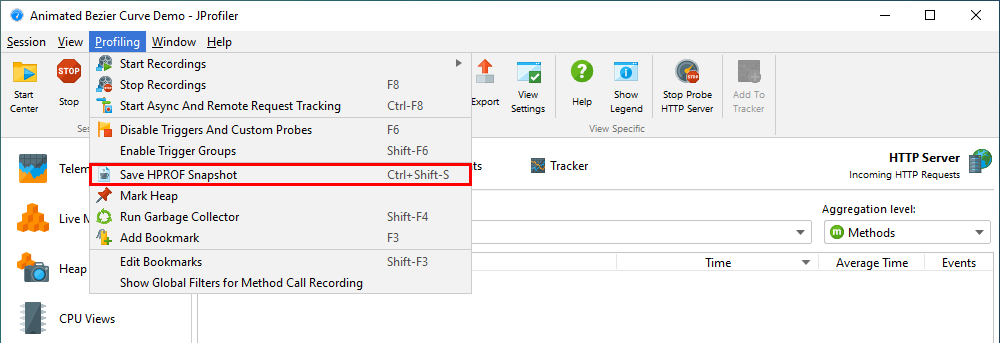 Animated Bezier Curve Demo - JProfiler
Session View Profiling Window Help
Start Center
Stop
Se
Start Recordings
Stop Recordings F8
Start Async And Remote Request Tracking Ctrl-F8
Disable Triggers And Custom Probes F6
Enable Trigger Groups Shift-F6
Save HPROF Snapshot Ctrl+Shift-S
Mark Heap
Run Garbage Collector Shift-F4
Add Bookmark F3
Edit Bookmarks Shift-F3
Show Global Filters for Method Call Recording
Export
View Settings
Help
Show Legend
Stop Probe HTTP Server
Add To Tracker
View Specific
STOP
Telem
Live M
Heap
CPU Views
ts
Tracker
HTTP Server
Incoming HTTP Requests
Aggregation level:
m Methods
Time Average Time Events